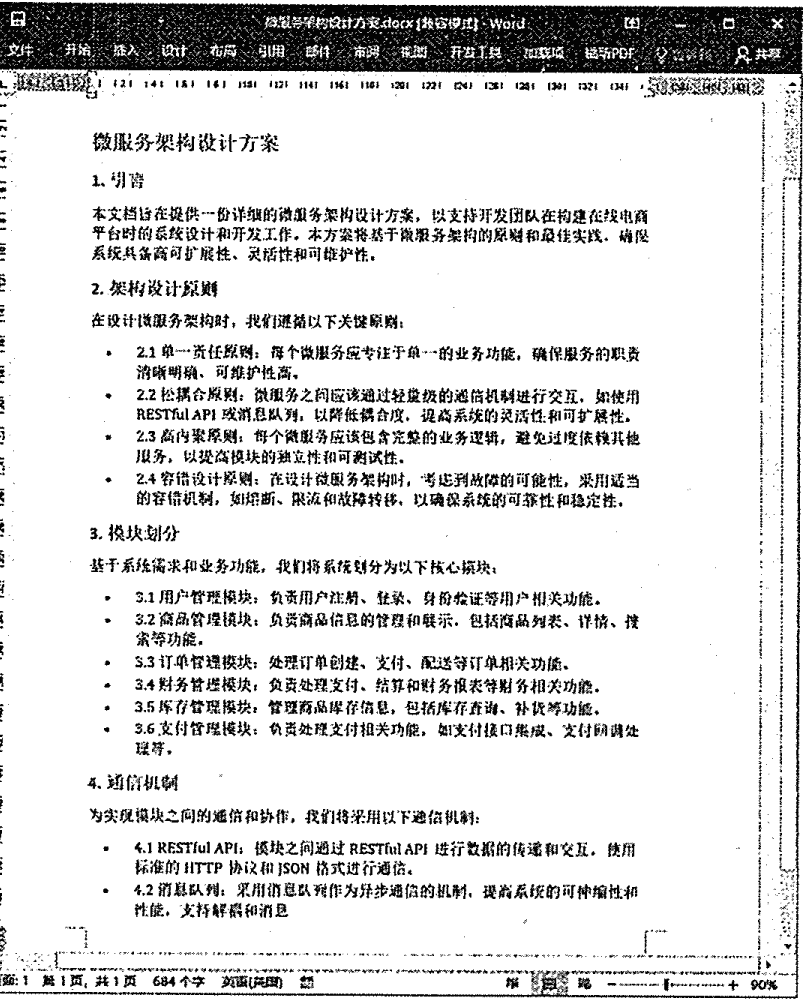 微服务架构设计方案.docx [兼容模式] - Word
文件 开始 插入 设计 布局 引用 邮件 审阅 视图 开发工具 加载项 福昕PDF 共享
微服务架构设计方案
1. 引言
本文档旨在提供一份详细的微服务架构设计方案，以支持开发团队在构建在线电商
平台时的系统设计和开发工作。本方案将基于微服务架构的原则和最佳实践，确保
系统具备高可扩展性、灵活性和可维护性。
2. 架构设计原则
在设计微服务架构时，我们遵循以下关键原则：
• 2.1 单一责任原则：每个微服务应专注于单一的业务功能，确保服务的职责
清晰明确、可维护性高。
• 2.2 松耦合原则：微服务之间应该通过轻量级的通信机制进行交互，如使用
RESTful API 或消息队列，以降低耦合度，提高系统的灵活性和可扩展性。
• 2.3 高内聚原则：每个微服务应该包含完整的业务逻辑，避免过度依赖其他
服务，以提高模块的独立性和可测试性。
• 2.4 容错设计原则：在设计微服务架构时，考虑到故障的可能性，采用适当
的容错机制，如熔断、限流和故障转移，以确保系统的可靠性和稳定性。
3. 模块划分
基于系统需求和业务功能，我们将系统划分为以下核心模块：
• 3.1 用户管理模块：负责用户注册、登录、身份验证等用户相关功能。
• 3.2 商品管理模块：负责商品信息的管理和展示，包括商品列表、详情、搜
索等功能。
• 3.3 订单管理模块：处理订单创建、支付、配送等订单相关功能。
• 3.4 财务管理模块：负责处理支付、结算和财务报表等财务相关功能。
• 3.5 库存管理模块：管理商品库存信息，包括库存查询、补货等功能。
• 3.6 支付管理模块：负责处理支付相关功能，如支付接口集成、支付回调处
理等。
4. 通信机制
为实现模块之间的通信和协作，我们将采用以下通信机制：
• 4.1 RESTful API：模块之间通过 RESTful API 进行数据的传递和交互，使用
标准的 HTTP 协议和 JSON 格式进行通信。
• 4.2 消息队列：采用消息队列作为异步通信的机制，提高系统的可伸缩性和
性能，支持解耦和消息
页面: 1 第 1 页, 共 1 页 684 个字 英语(美国) 90%